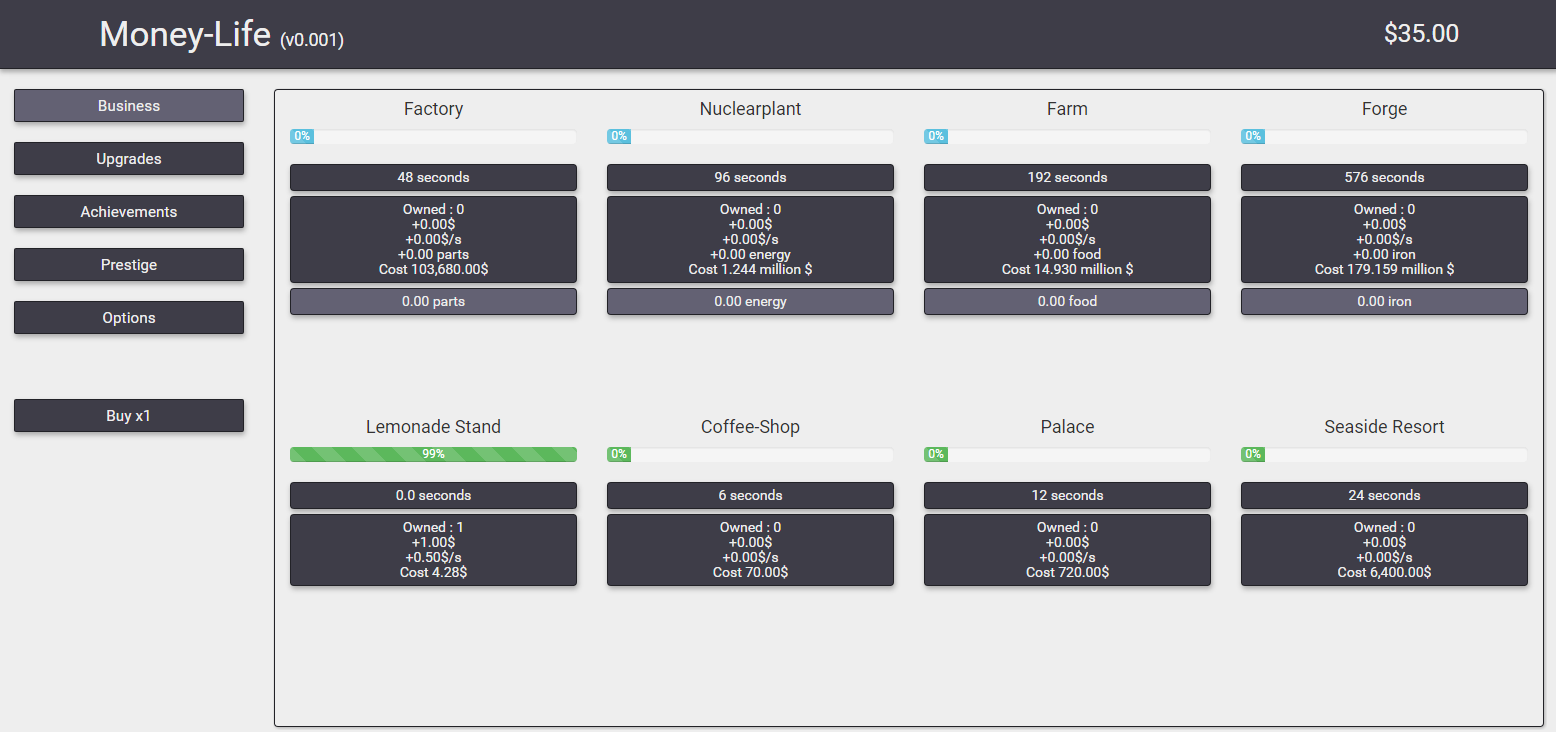 Money-Life (v0.001)
$35.00
Business
Upgrades
Achievements
Prestige
Options
Buy x1
Factory
0%
48 seconds
Owned : 0
+0.00$
+0.00$/s
+0.00 parts
Cost 103,680.00$
0.00 parts
Nuclearplant
0%
96 seconds
Owned : 0
+0.00$
+0.00$/s
+0.00 energy
Cost 1.244 million $
0.00 energy
Farm
0%
192 seconds
Owned : 0
+0.00$
+0.00$/s
+0.00 food
Cost 14.930 million $
0.00 food
Forge
0%
576 seconds
Owned : 0
+0.00$
+0.00$/s
+0.00 iron
Cost 179.159 million $
0.00 iron
Lemonade Stand
99%
0.0 seconds
Owned : 1
+1.00$
+0.50$/s
Cost 4.28$
Coffee-Shop
0%
6 seconds
Owned : 0
+0.00$
+0.00$/s
Cost 70.00$
Palace
0%
12 seconds
Owned : 0
+0.00$
+0.00$/s
Cost 720.00$
Seaside Resort
0%
24 seconds
Owned : 0
+0.00$
+0.00$/s
Cost 6,400.00$